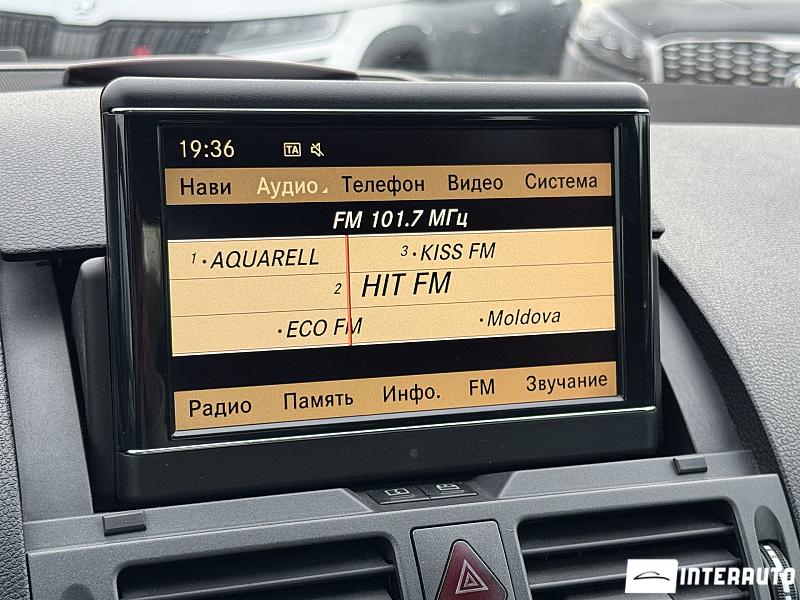 19:36 TA
Нави Аудио Телефон Видео Система
FM 101.7 МГц
1 · AQUARELL 3 · KISS FM
2 HIT FM
· ECO FM · Moldova
Радио Память Инфо. FM Звучание
INTERAUTO